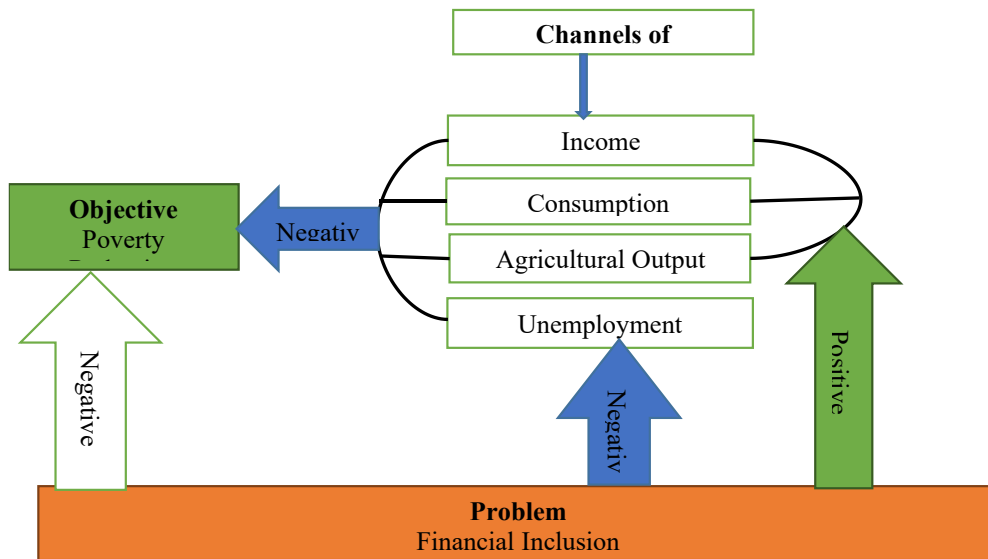 Channels of
Income
Consumption
Agricultural Output
Unemployment
Objective
Poverty
Negativ
Negative
Negativ
Positive
Problem
Financial Inclusion